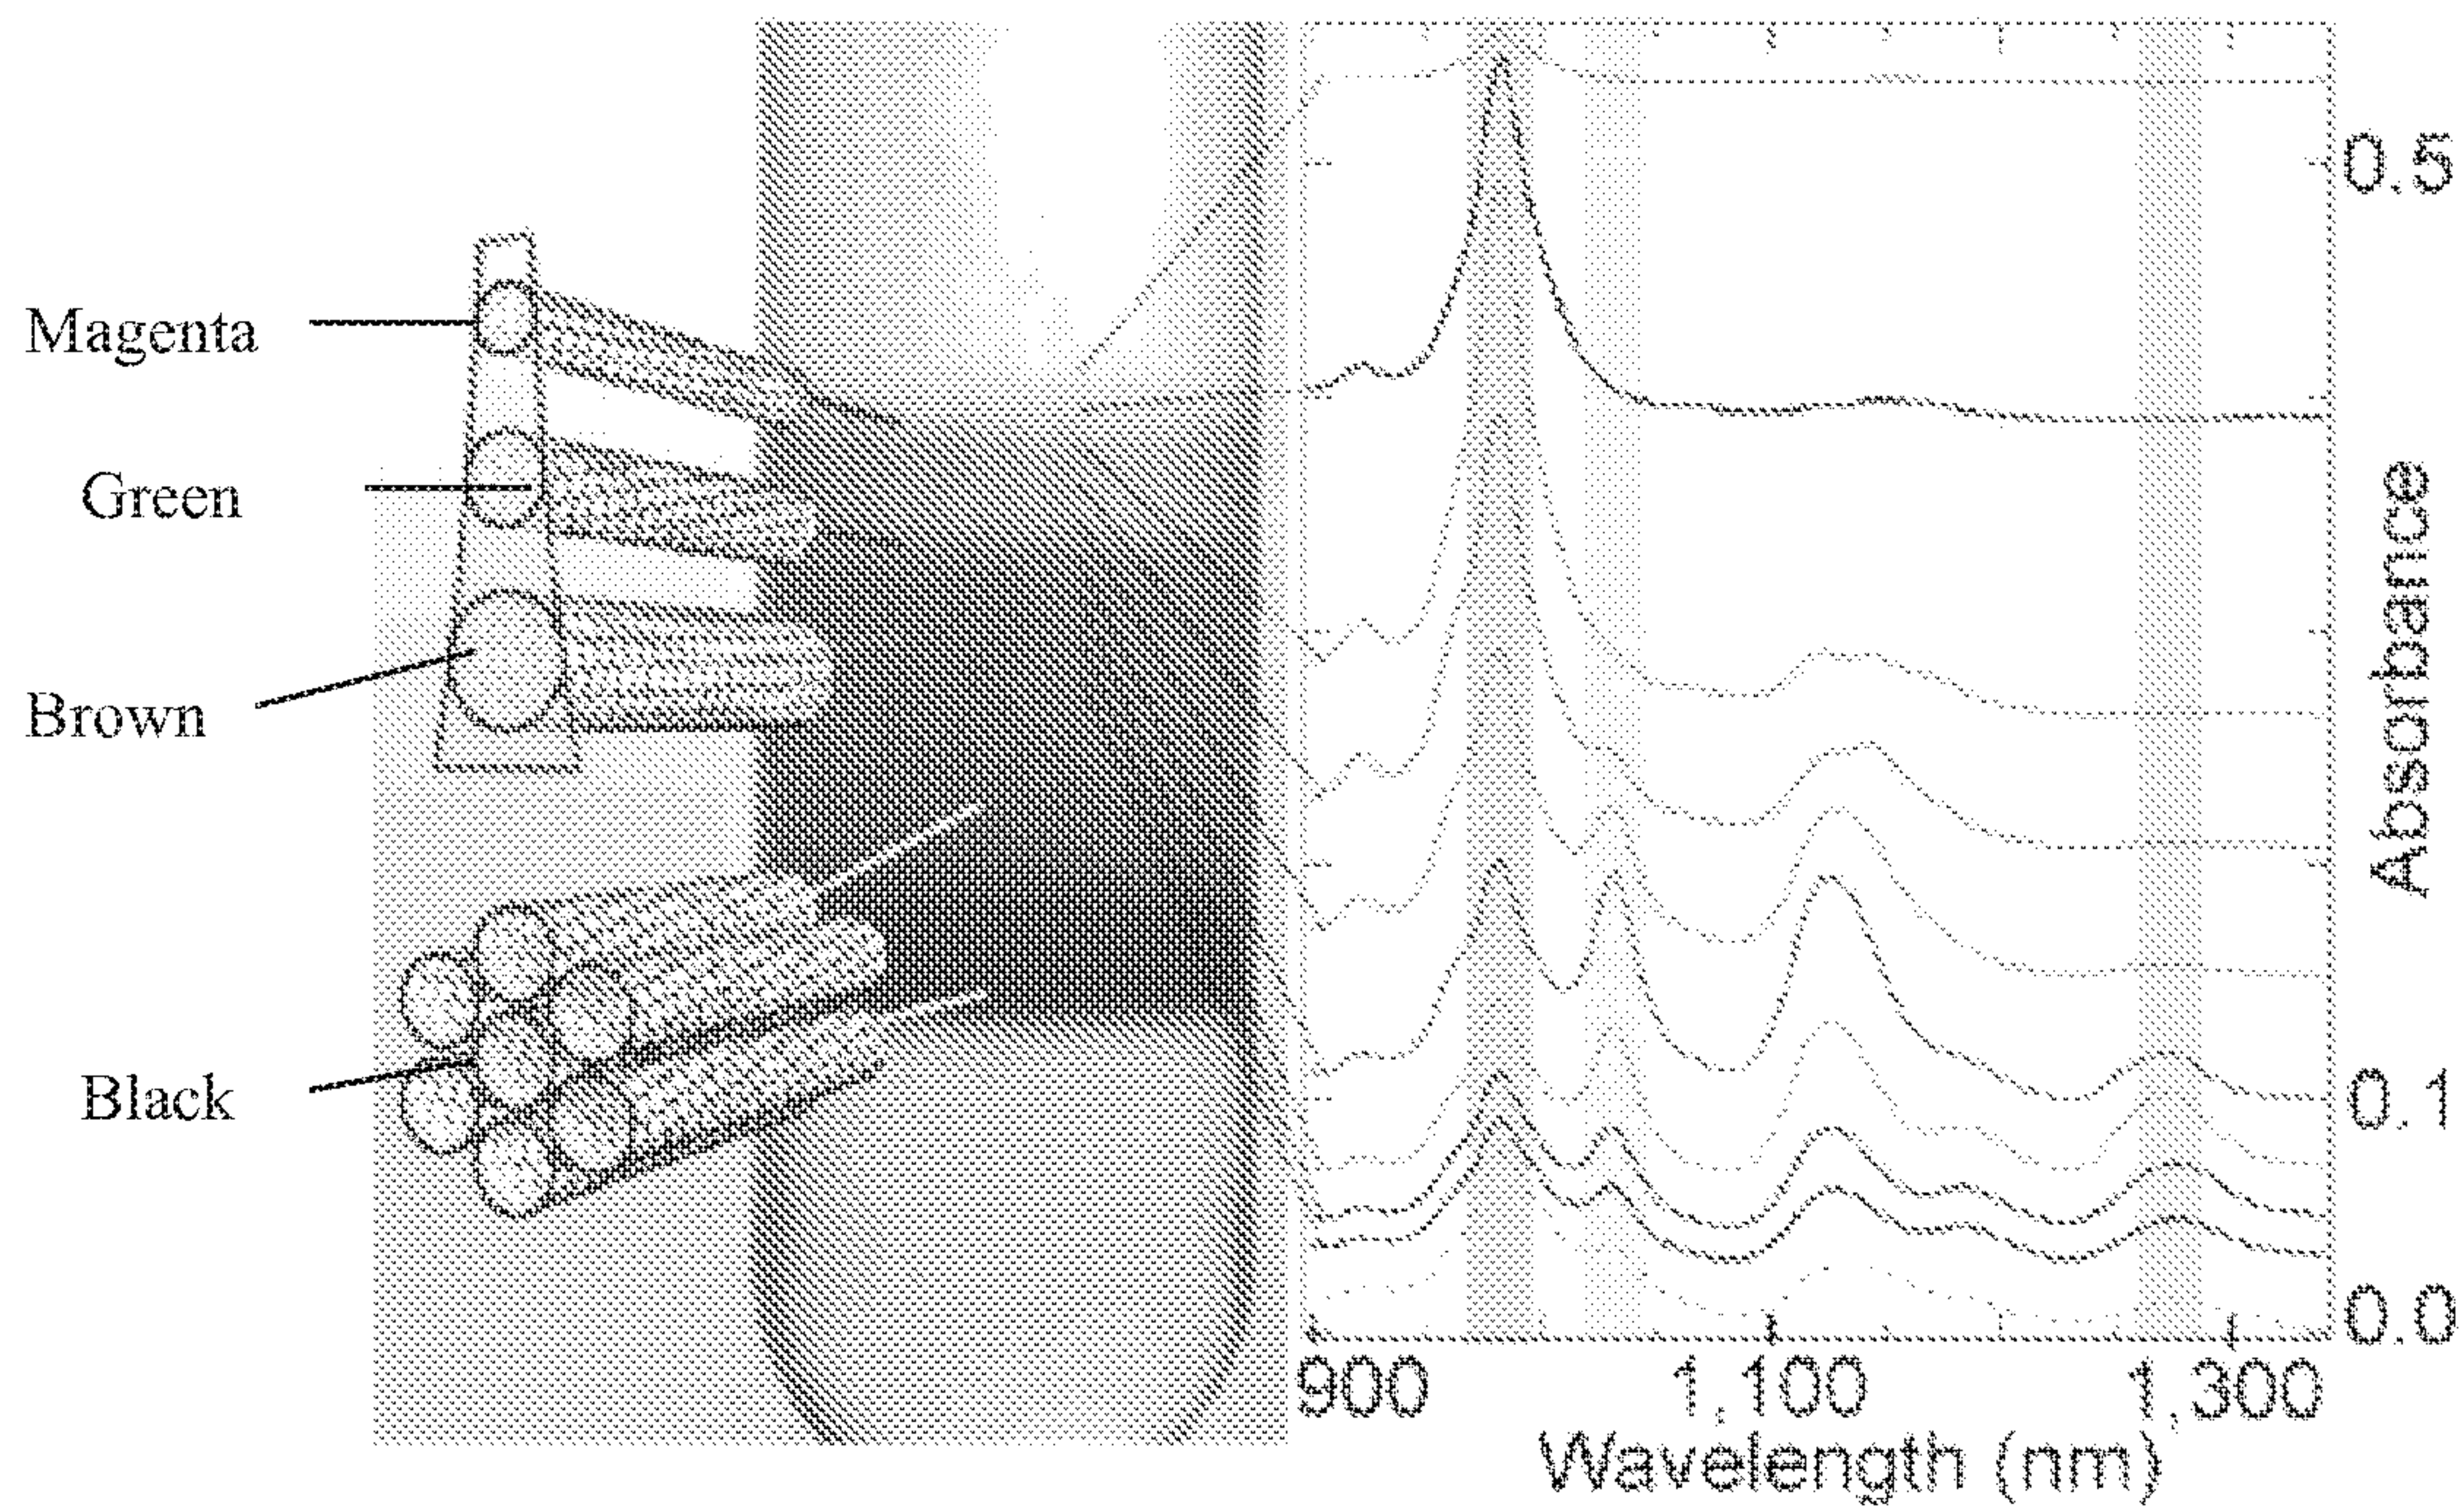 Magenta
Green
Brown
Black
0.5
0.1
0.0
Absorbance
900
1,100
1,300
Wavelength (nm)